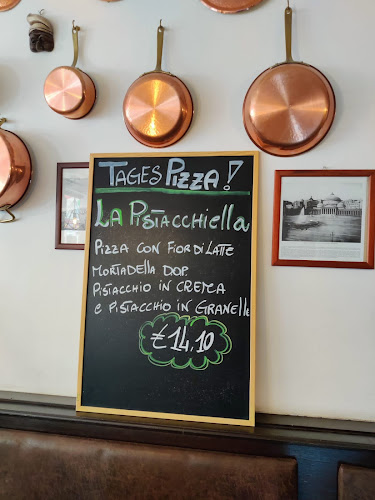 TAGES PIZZA!
LA PISTACCHIELLA
PIZZA CON FIOR DI LATTE
MORTADELLA DOP
PISTACCHIO IN CREMA
E PISTACCHIO IN GRANELLE
€ 14,10